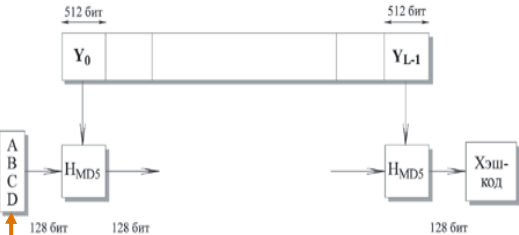 512 бит
512 бит
Y0
YL-1
A
B
C
D
HMD5
HMD5
Хэш-
код
128 бит
128 бит
128 бит